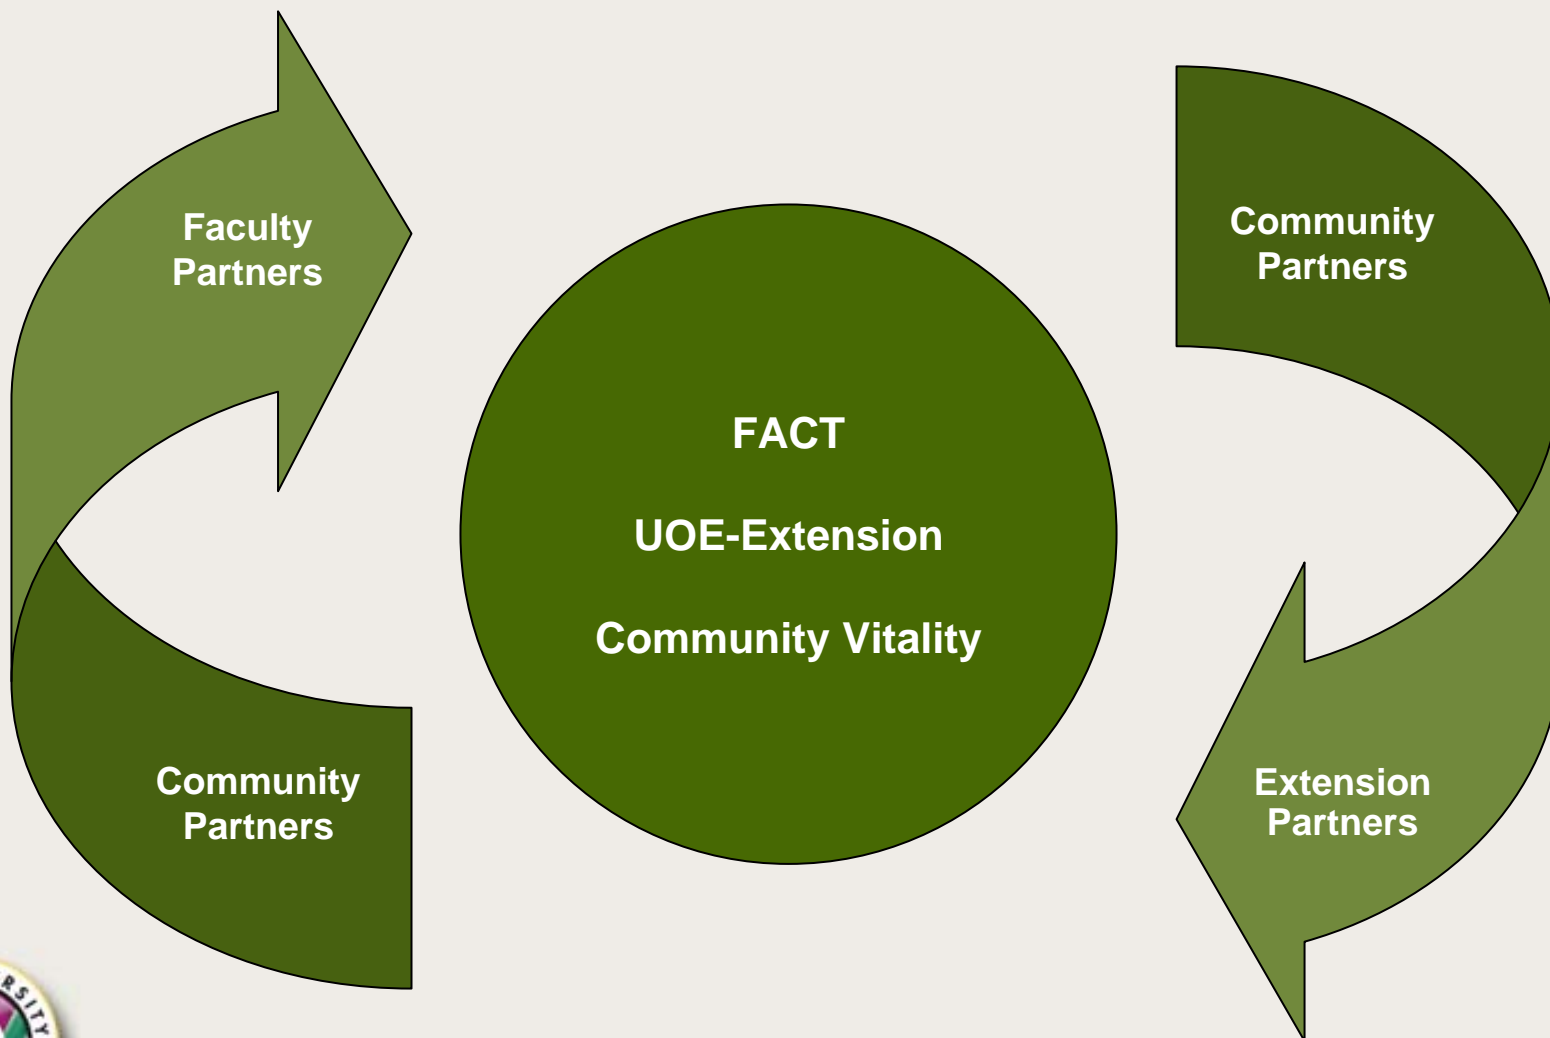 Faculty
Partners
Community
Partners
FACT
UOE-Extension
Community Vitality
Community
Partners
Extension
Partners